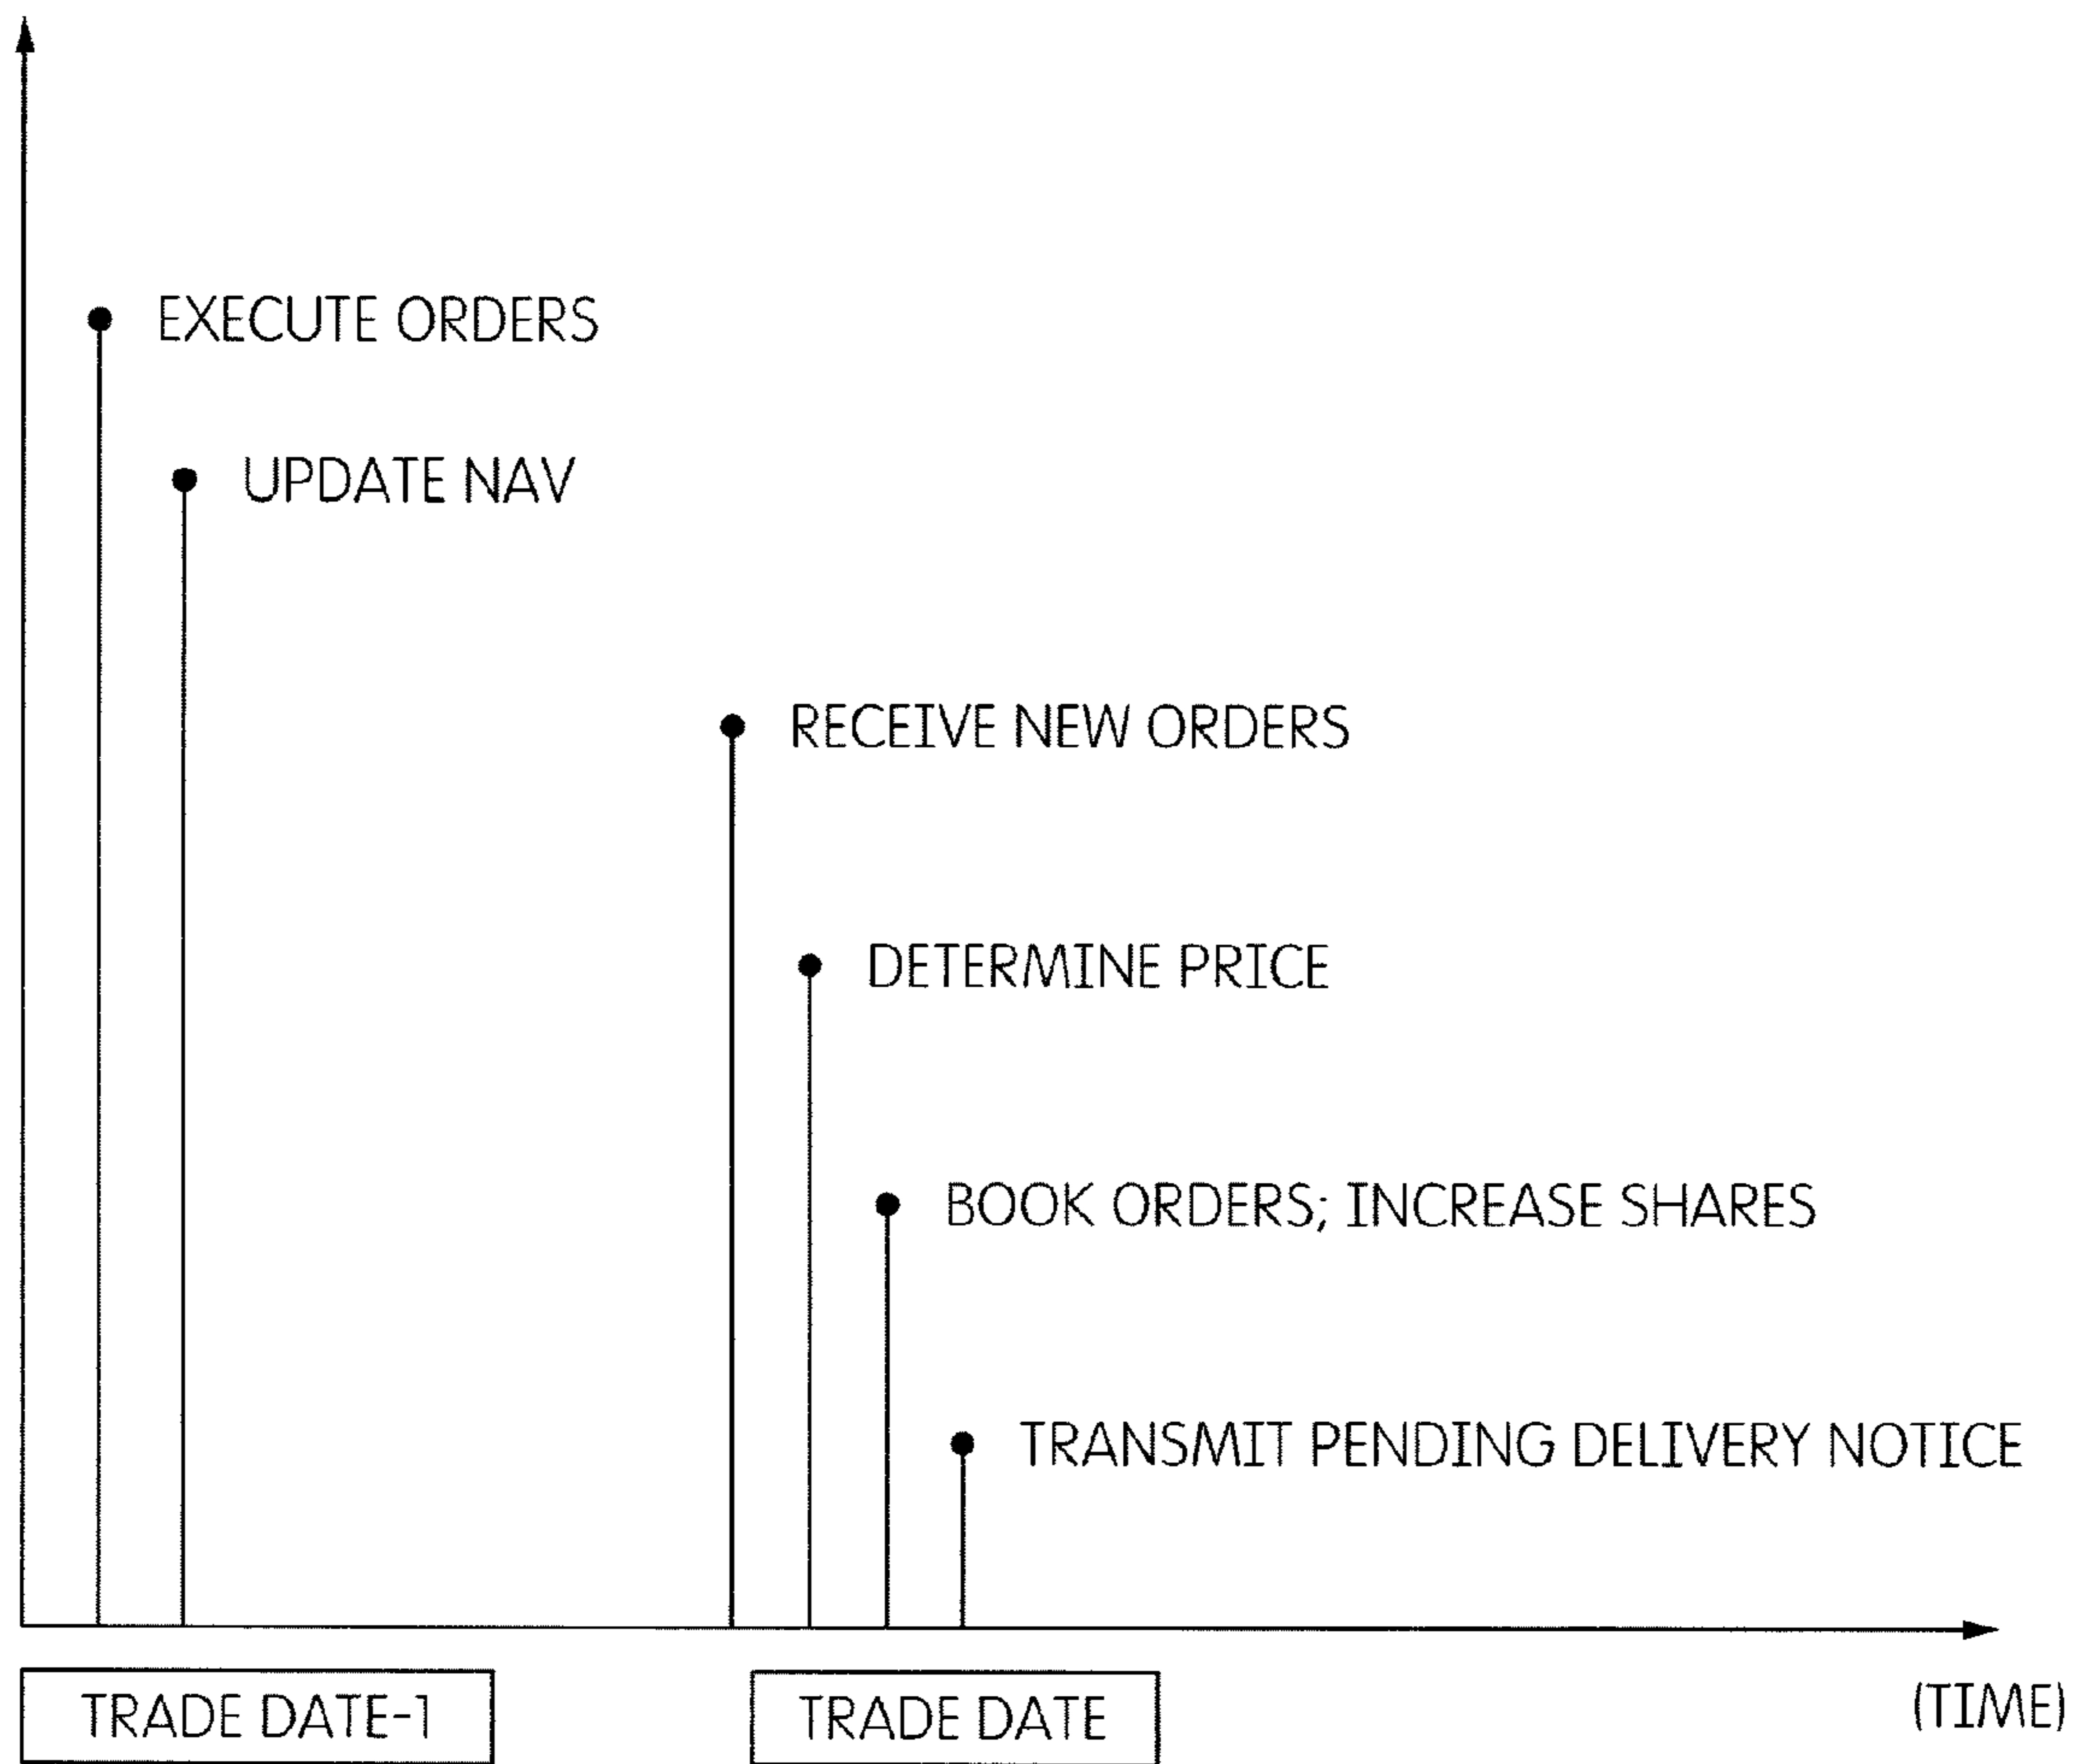 EXECUTE ORDERS
UPDATE NAV
RECEIVE NEW ORDERS
DETERMINE PRICE
BOOK ORDERS; INCREASE SHARES
TRANSMIT PENDING DELIVERY NOTICE
TRADE DATE-1
TRADE DATE
(TIME)